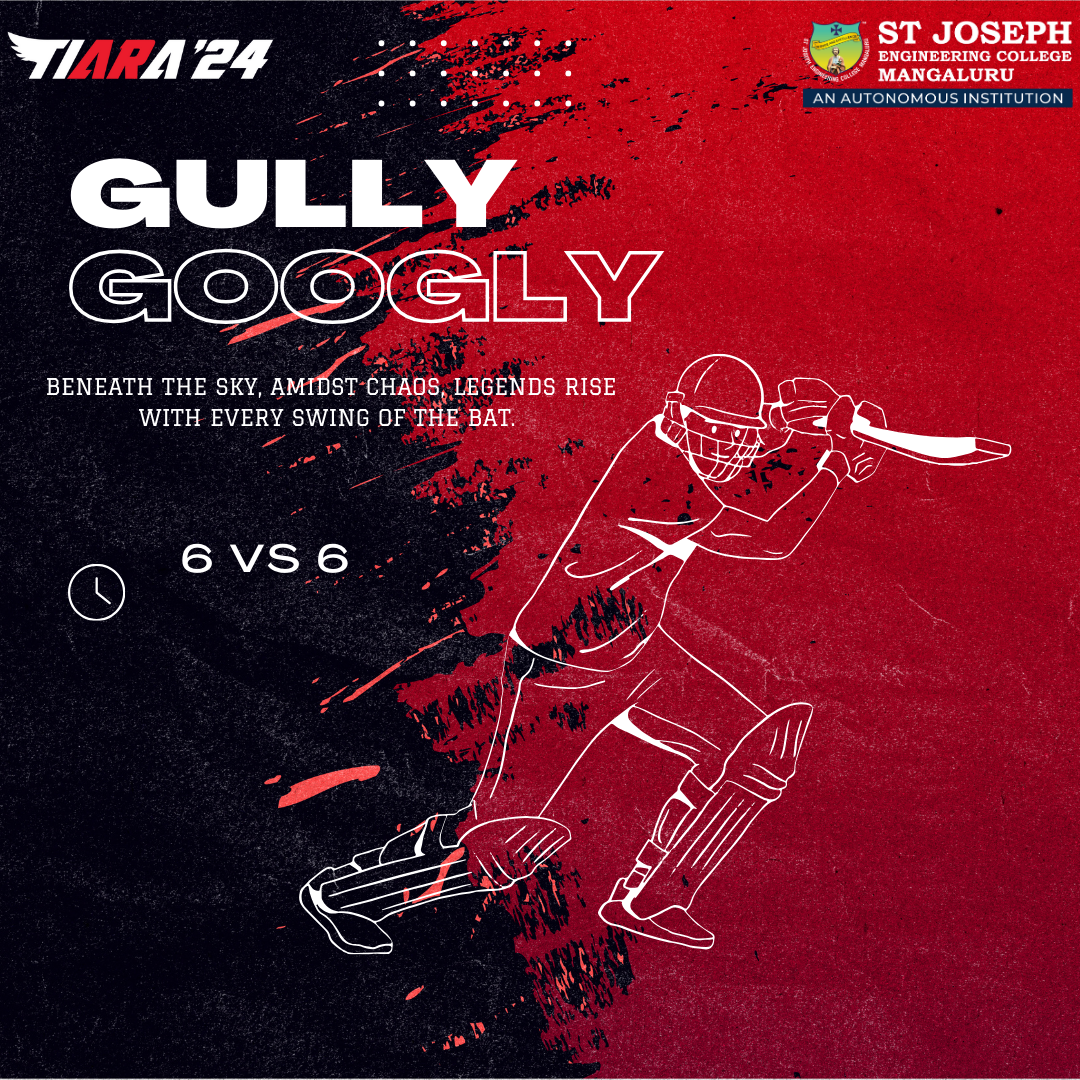 TIARA'24
ST JOSEPH
ENGINEERING COLLEGE
MANGALURU
AN AUTONOMOUS INSTITUTION
GULLY
GOOGLY
BENEATH THE SKY, AMIDST CHAOS, LEGENDS RISE
WITH EVERY SWING OF THE BAT.
6 VS 6